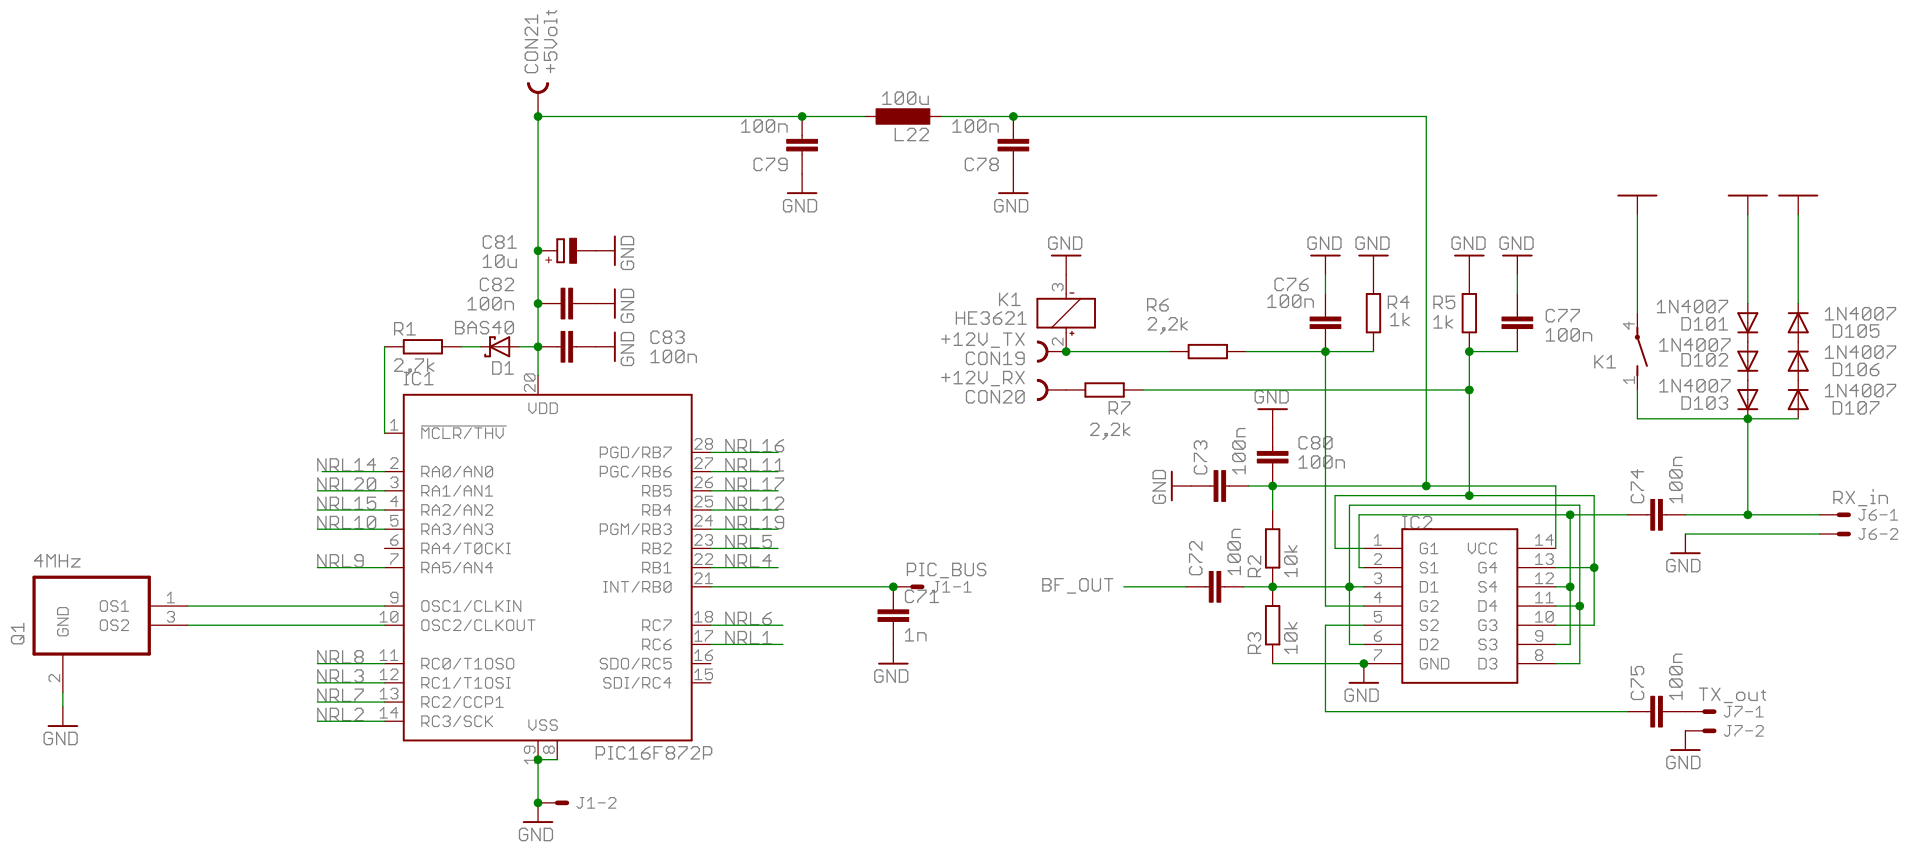 CON21
+5Volt
100u
L22
100n
C79
GND
100n
C78
GND
C81
10u
GND
C82
100n
GND
BAS40
D1
C83
100n
GND
R1
2,7k
IC1
20
VDD
1 MCLR/THV
NRL14 2 RA0/AN0
NRL20 3 RA1/AN1
NRL15 4 RA2/AN2
NRL10 5 RA3/AN3
6 RA4/T0CKI
NRL9 7 RA5/AN4
9 OSC1/CLKIN
10 OSC2/CLKOUT
NRL8 11 RC0/T1OSO
NRL3 12 RC1/T1OSI
NRL7 13 RC2/CCP1
NRL2 14 RC3/SCK
PGD/RB7 28 NRL16
PGC/RB6 27 NRL11
RB5 26 NRL17
RB4 25 NRL12
PGM/RB3 24 NRL19
RB2 23 NRL5
RB1 22 NRL4
INT/RB0 21
RC7 18 NRL6
RC6 17 NRL1
SDO/RC5 16
SDI/RC4 15
VSS
19
8
PIC16F872P
J1-2
GND
4MHz
Q1
GND
OS1 1
OS2 3
2
GND
PIC_BUS
J1-1
C71
1n
GND
GND
K1
HE3621
3
-
+
2
+12V_TX
CON19
+12V_RX
CON20
R6
2,2k
R7
2,2k
GND
C76
100n
GND
R4
1k
GND
R5
1k
GND
C77
100n
GND
C80
100n
GND
C73
100n
C72
100n
BF_OUT
R2
10k
R3
10k
GND
IC2
1 G1
2 S1
3 D1
4 G2
5 S2
6 D2
7 GND
VCC 14
G4 13
S4 12
D4 11
G3 10
S3 9
D3 8
K1
4
1
1N4007
D101
1N4007
D102
1N4007
D103
1N4007
D105
1N4007
D106
1N4007
D107
C74
100n
RX_in
J6-1
J6-2
GND
C75
100n
TX_out
J7-1
J7-2
GND